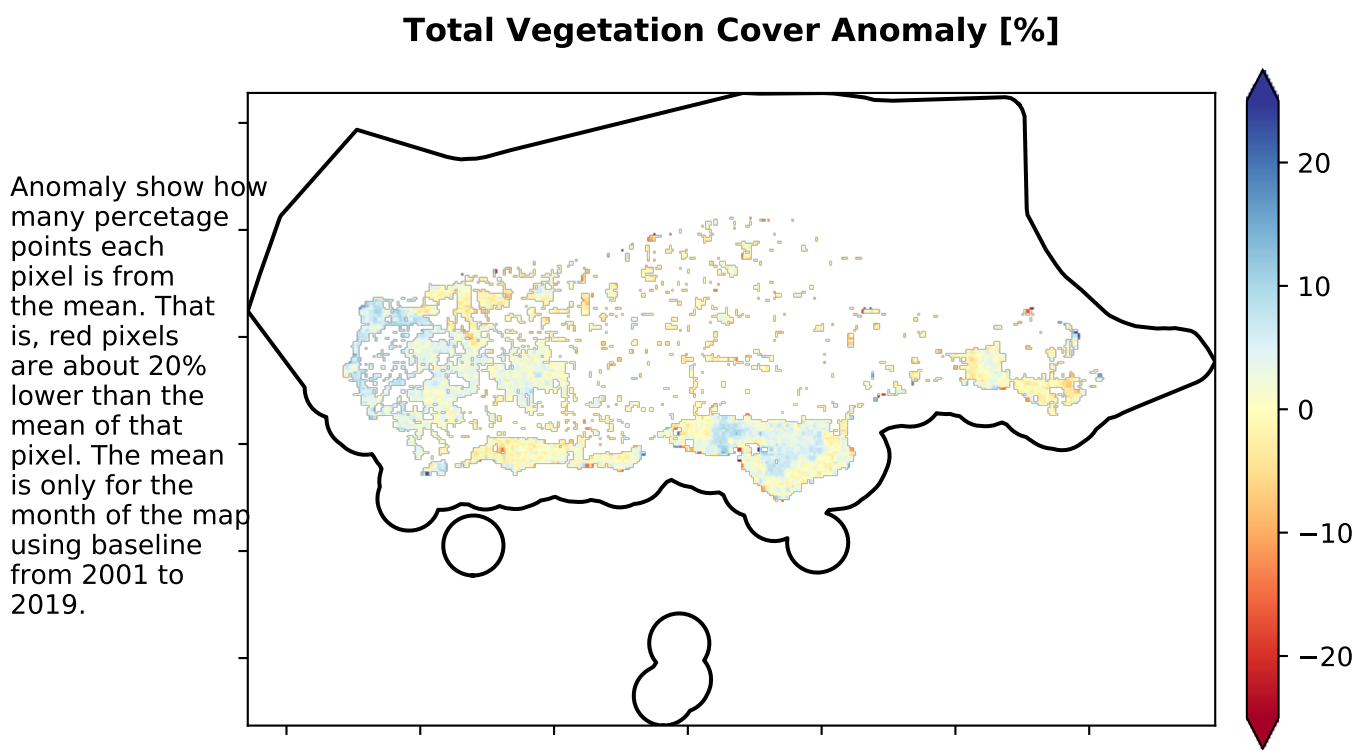 Total Vegetation Cover Anomaly [%]
Anomaly show how
many percetage
points each
pixel is from
the mean. That
is, red pixels
are about 20%
lower than the
mean of that
pixel. The mean
is only for the
month of the map
using baseline
from 2001 to
2019.
20
10
0
−10
−20